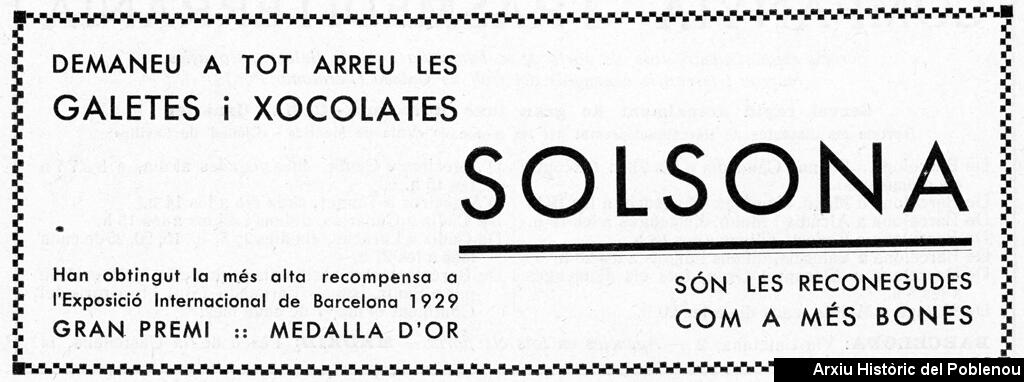 DEMANEU A TOT ARREU LES
GALETES i XOCOLATES
SOLSONA
Han obtingut la més alta recompensa a
l'Exposició Internacional de Barcelona 1929
GRAN PREMI :: MEDALLA D'OR
SÓN LES RECONEGUDES
COM A MÉS BONES
Arxiu Històric del Poblenou